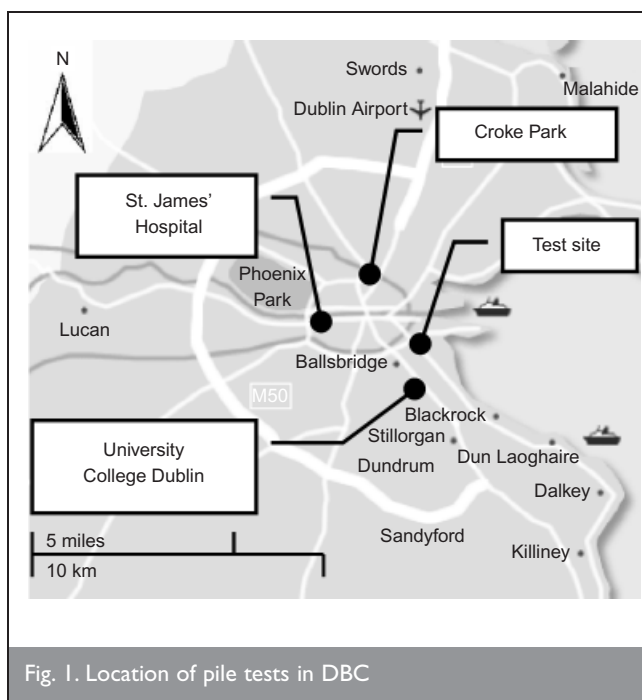 N
Swords
Malahide
Dublin Airport
Croke Park
St. James'
Hospital
Test site
Phoenix
Park
Lucan
Ballsbridge
M50
Blackrock
University
College Dublin
Stillorgan
Dundrum
Dun Laoghaire
Dalkey
5 miles
Sandyford
10 km
Killiney
Fig. 1. Location of pile tests in DBC